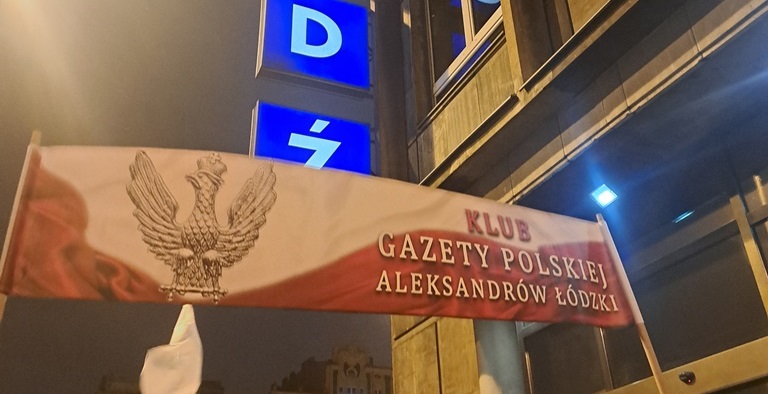 D
Ź
KLUB
GAZETY POLSKIEJ
ALEKSANDRÓW ŁÓDZKI